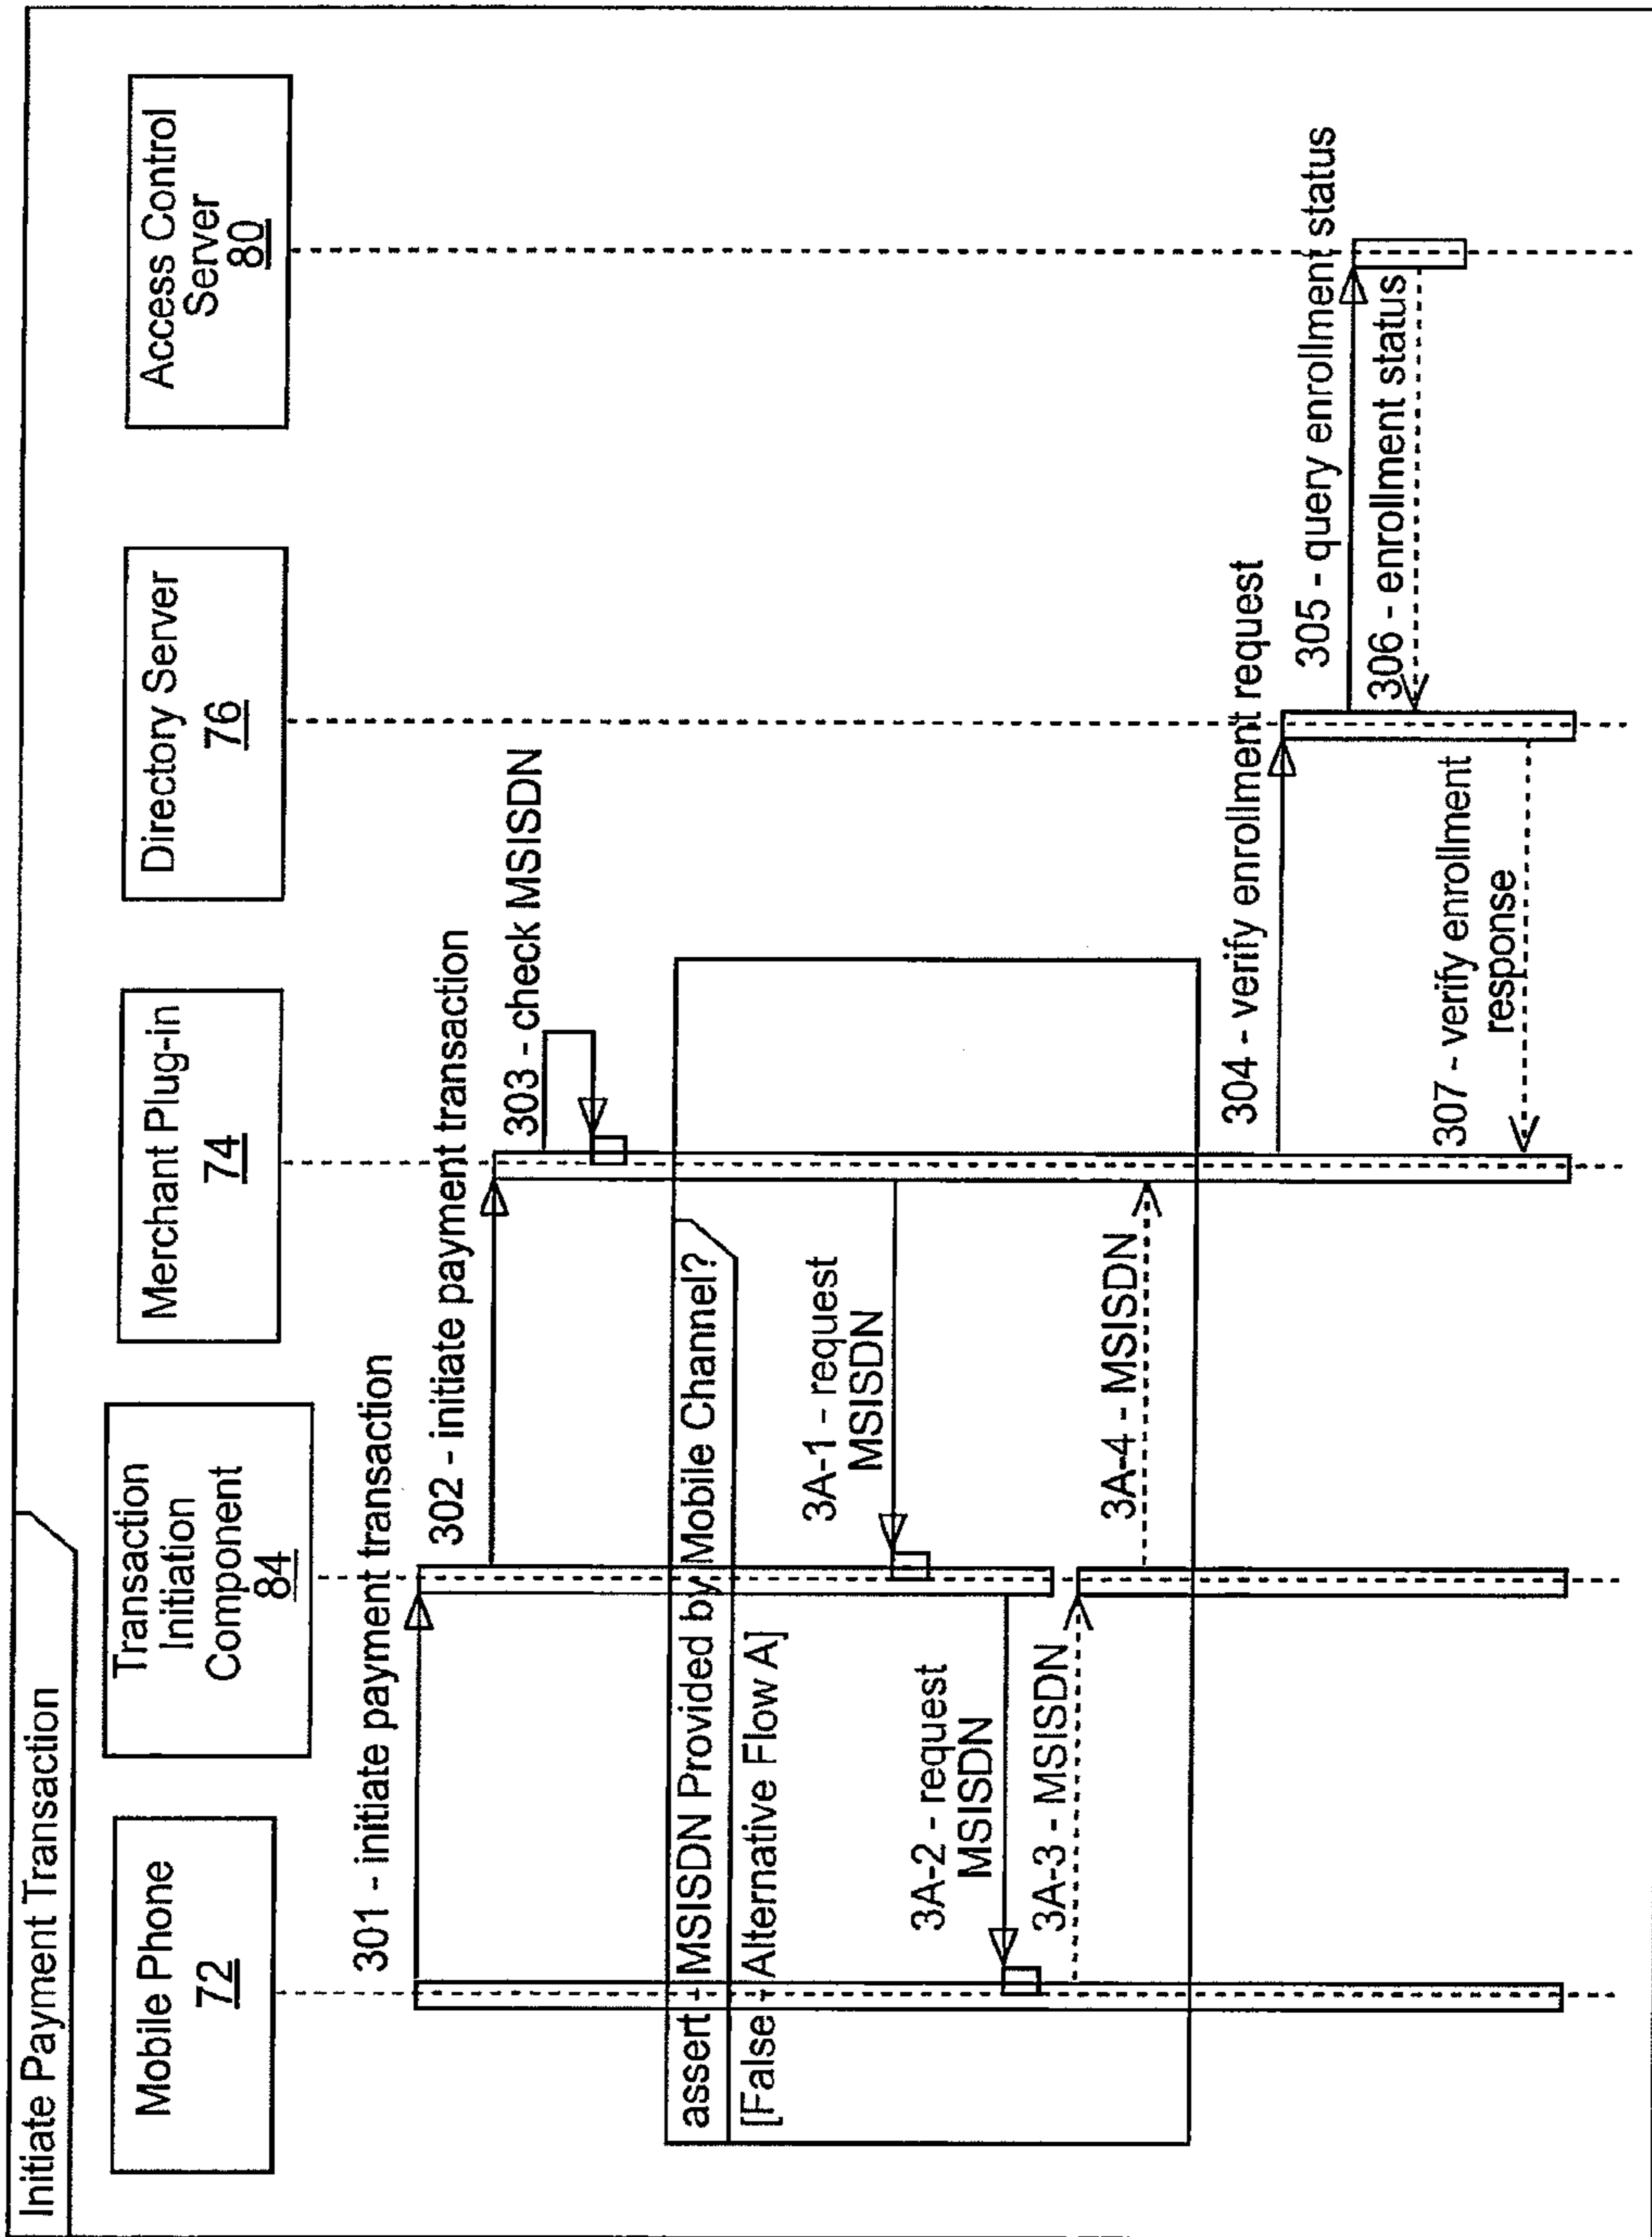 Initiate Payment Transaction
Mobile Phone
72
Transaction
Initiation
Component
84
Merchant Plug-in
74
Directory Server
76
Access Control
Server
80
301 - initiate payment transaction
302 - initiate payment transaction
303 - check MSISDN
assert - MSISDN Provided by Mobile Channel?
[False - Alternative Flow A]
3A-1 - request
MSISDN
3A-2 - request
MSISDN
3A-3 - MSISDN
3A-4 - MSISDN
304 - verify enrollment request
305 - query enrollment status
306 - enrollment status
307 - verify enrollment
response